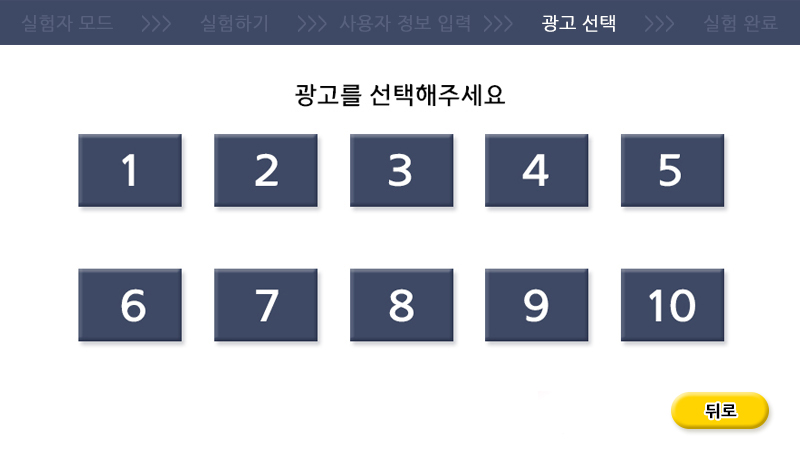 실험자 모드 >>> 실험하기 >>> 사용자 정보 입력 >>> 광고 선택 >>> 실험 완료
광고를 선택해주세요
1 2 3 4 5
6 7 8 9 10
뒤로